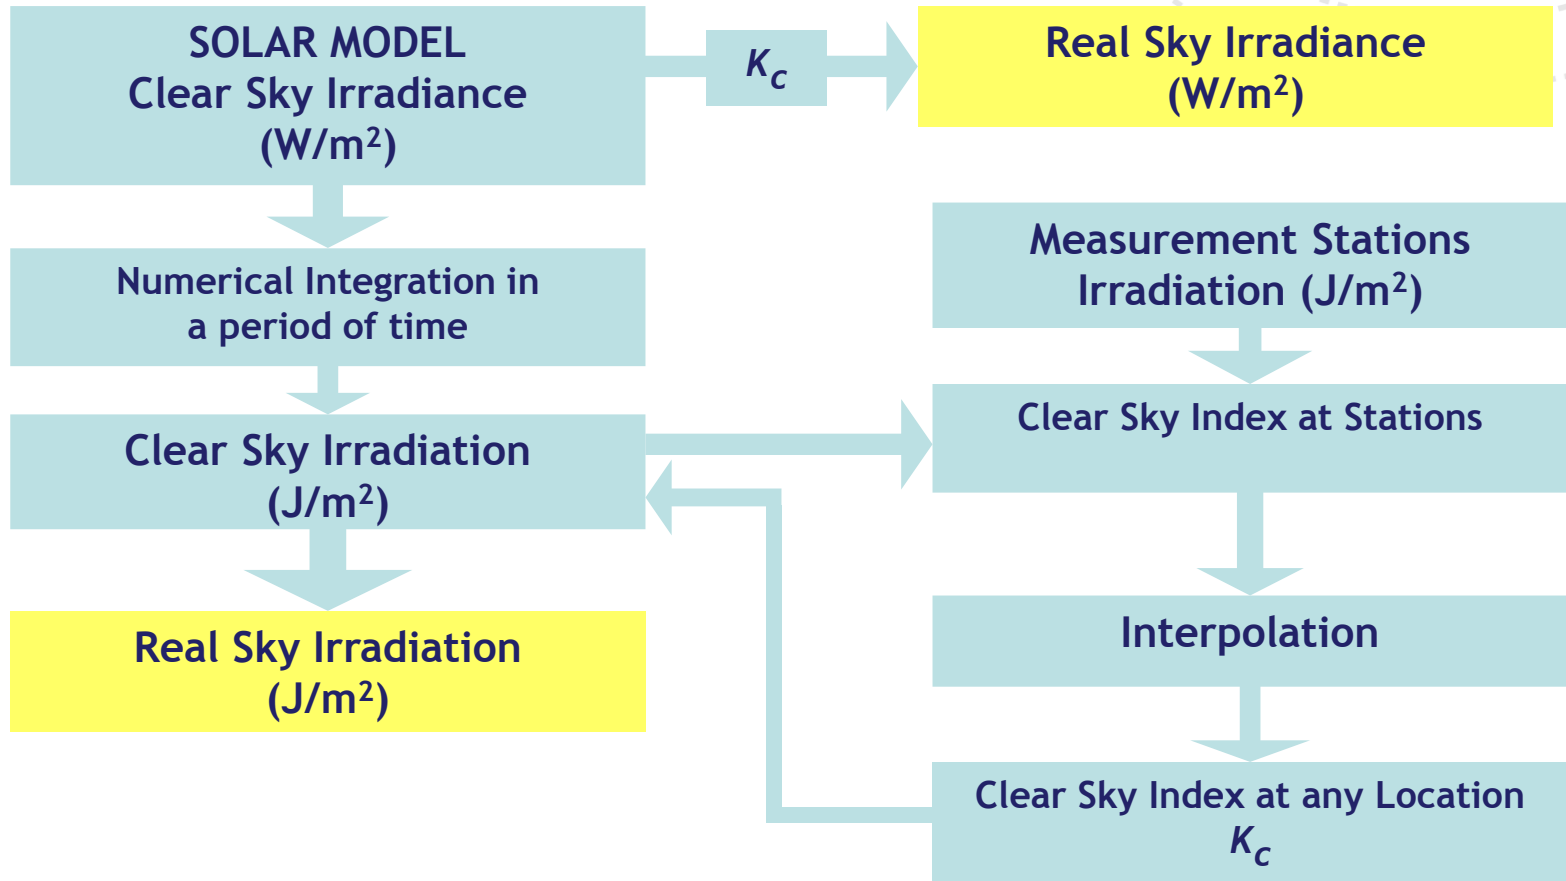 SOLAR MODEL
Clear Sky Irradiance
(W/m²)
K_C
Real Sky Irradiance
(W/m²)
Numerical Integration in
a period of time
Measurement Stations
Irradiation (J/m²)
Clear Sky Irradiation
(J/m²)
Clear Sky Index at Stations
Real Sky Irradiation
(J/m²)
Interpolation
Clear Sky Index at any Location
K_C